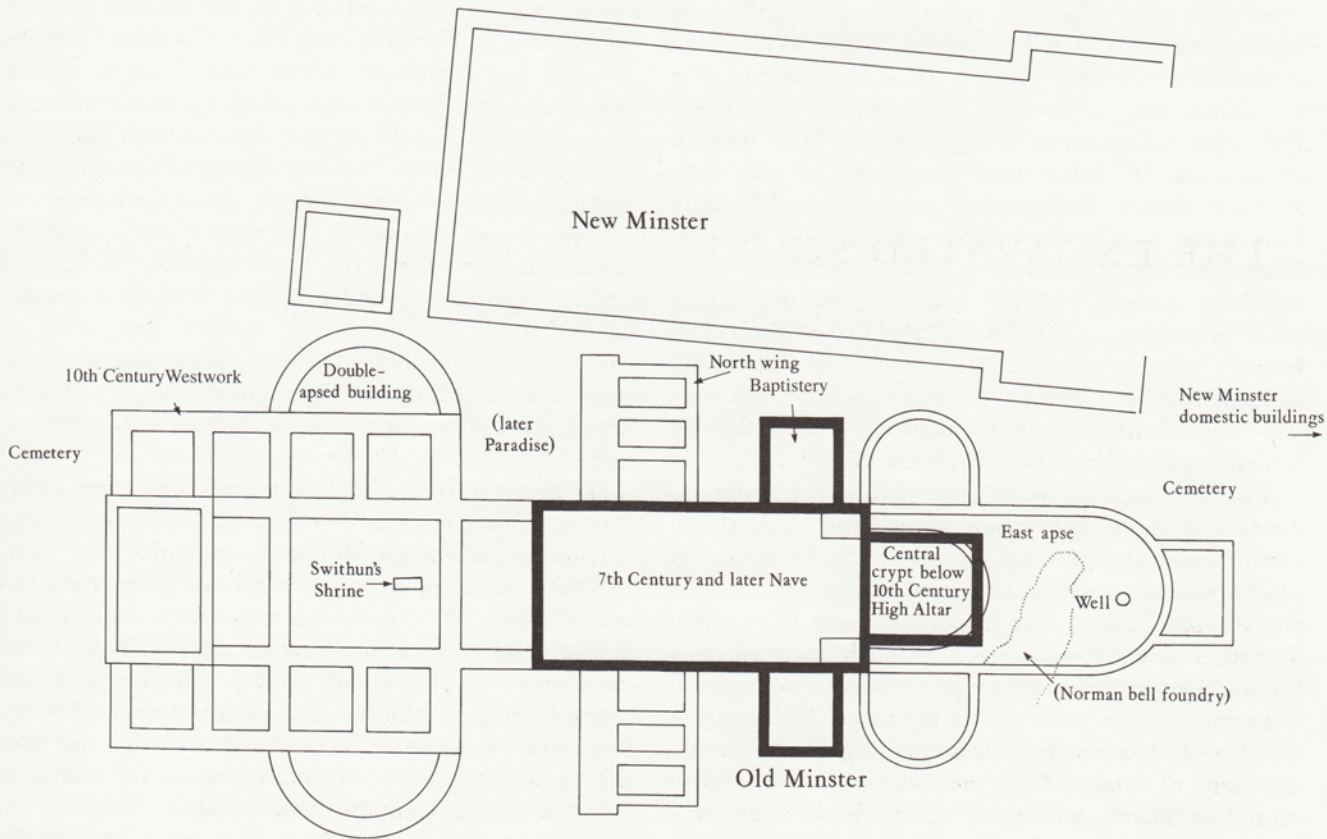 New Minster
10th Century Westwork
Double-
apsed building
North wing
Baptistery
(later
Paradise)
New Minster
domestic buildings
Cemetery
Cemetery
East apse
Swithun's
Shrine
7th Century and later Nave
Central
crypt below
10th Century
High Altar
Well
(Norman bell foundry)
Old Minster